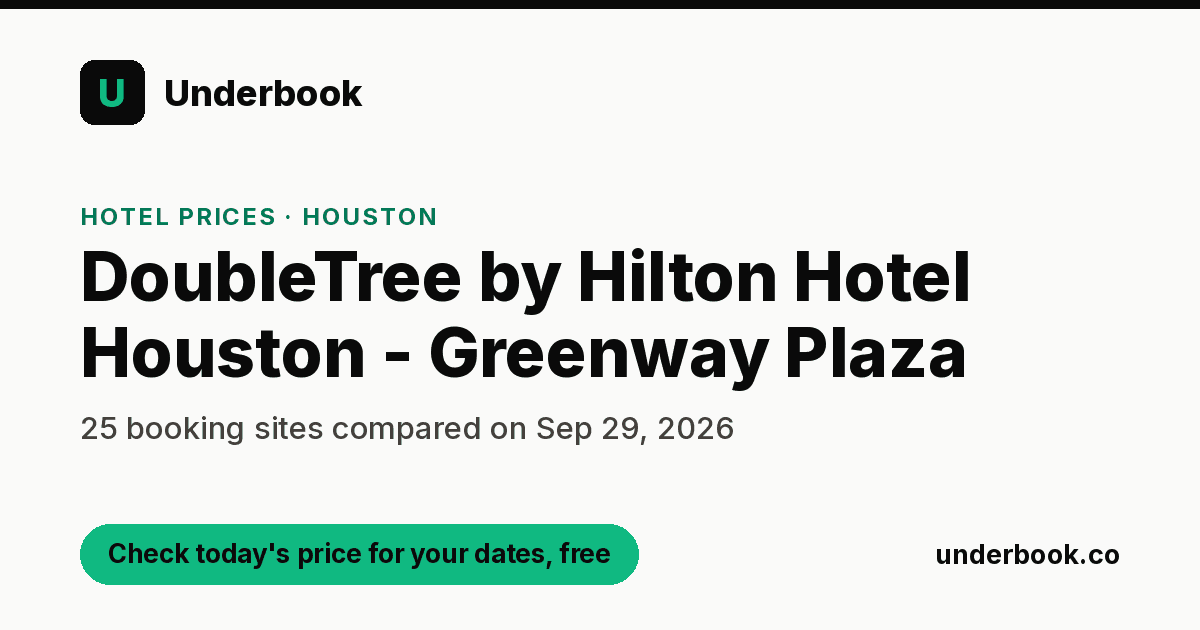 U Underbook
HOTEL PRICES · HOUSTON
DoubleTree by Hilton Hotel
Houston - Greenway Plaza
25 booking sites compared on Sep 29, 2026
Check today's price for your dates, free
underbook.co